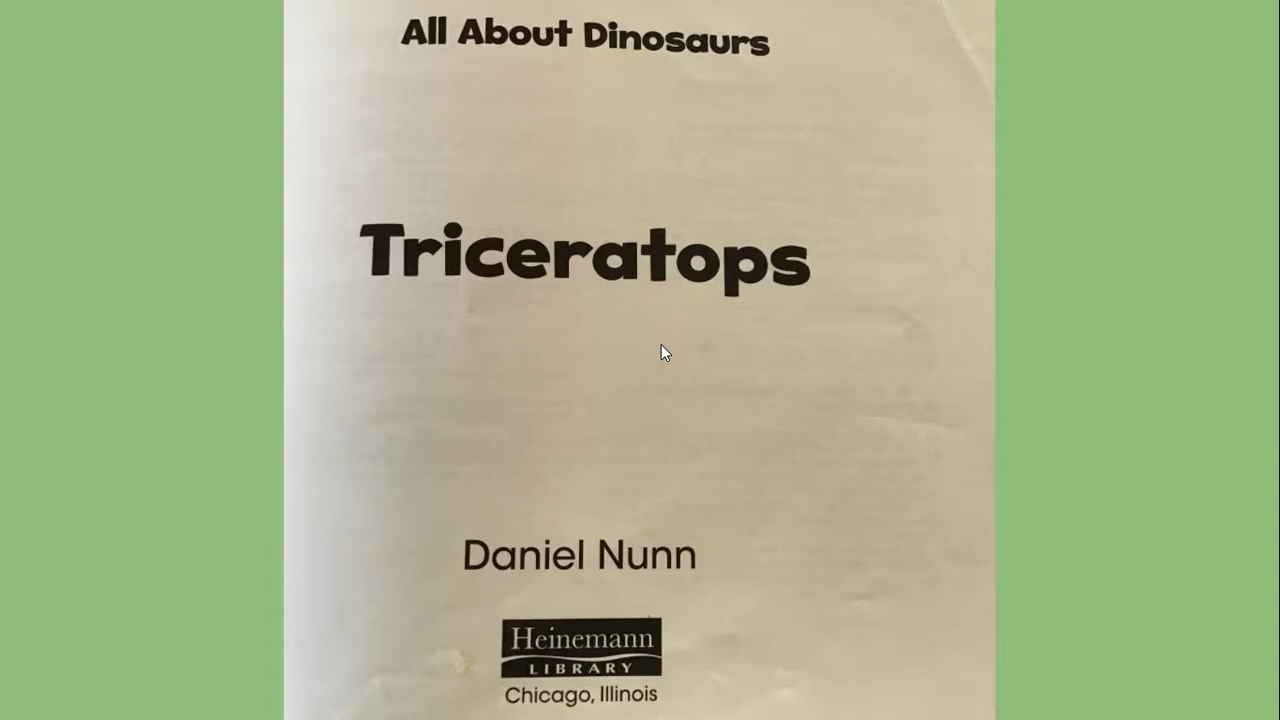 All About Dinosaurs
Triceratops
Daniel Nunn
Heinemann
LIBRARY
Chicago, Illinois